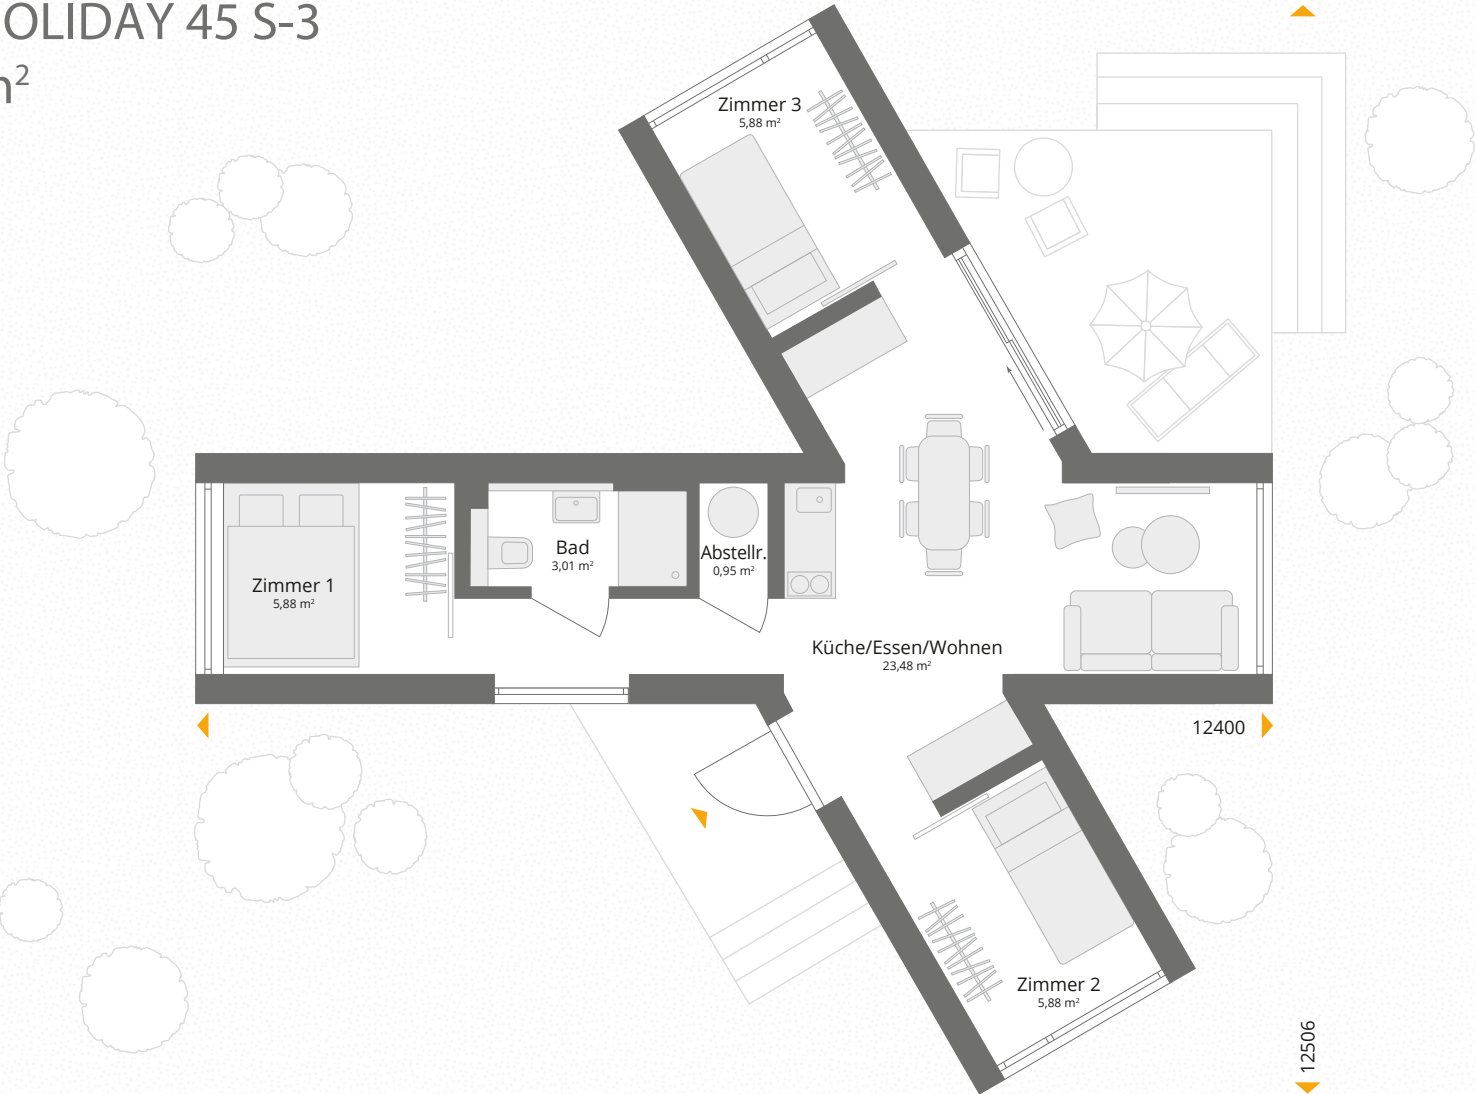 OLIDAY 45 S-3
m²
Zimmer 3
5,88 m²
Bad
3,01 m²
Abstellr.
0,95 m²
Zimmer 1
5,88 m²
Küche/Essen/Wohnen
23,48 m²
12400
Zimmer 2
5,88 m²
12506